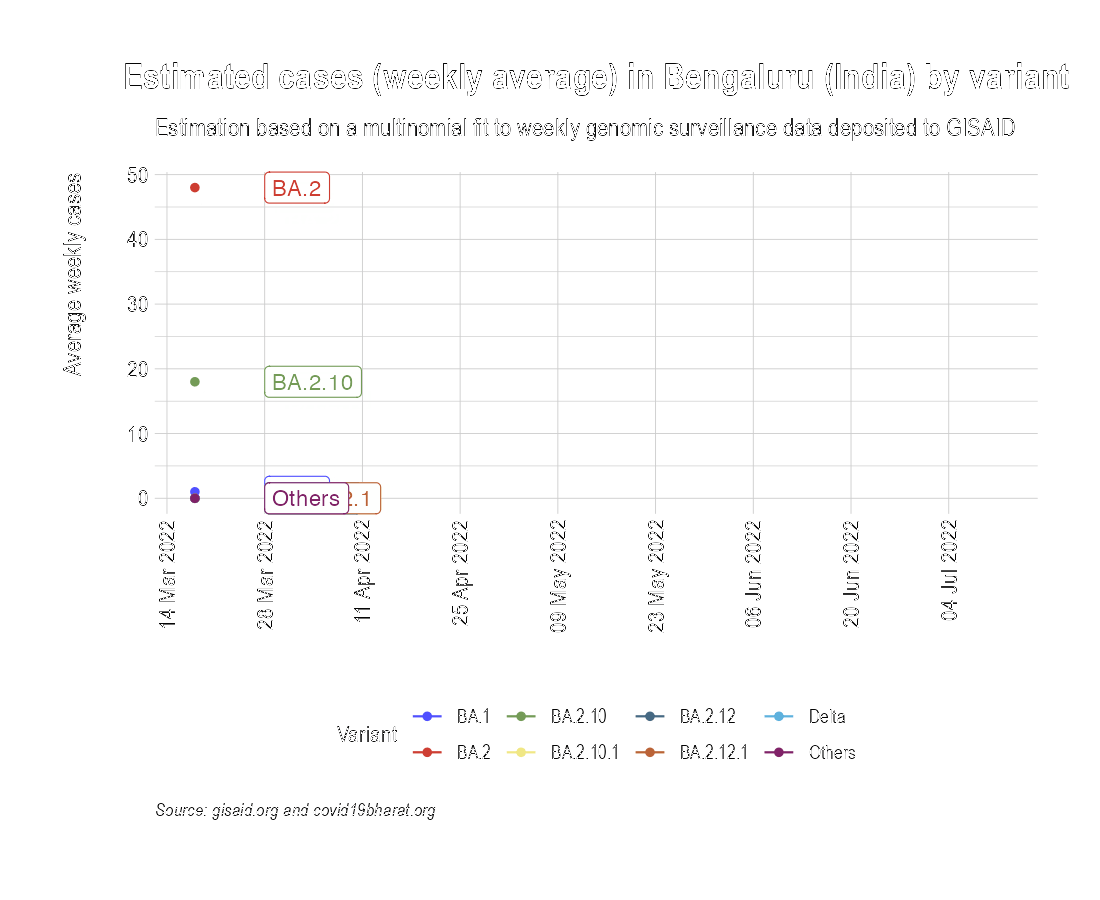 Estimated cases (weekly average) in Bengaluru (India) by variant
Estimation based on a multinomial fit to weekly genomic surveillance data deposited to GISAID
Average weekly cases
50
40
30
20
10
0
BA.2
BA.2.10
Others
2.1
14 Mar 2022
28 Mar 2022
11 Apr 2022
25 Apr 2022
09 May 2022
23 May 2022
06 Jun 2022
20 Jun 2022
04 Jul 2022
Variant
BA.1
BA.2.10
BA.2.12
Delta
BA.2
BA.2.10.1
BA.2.12.1
Others
Source: gisaid.org and covid19bharat.org